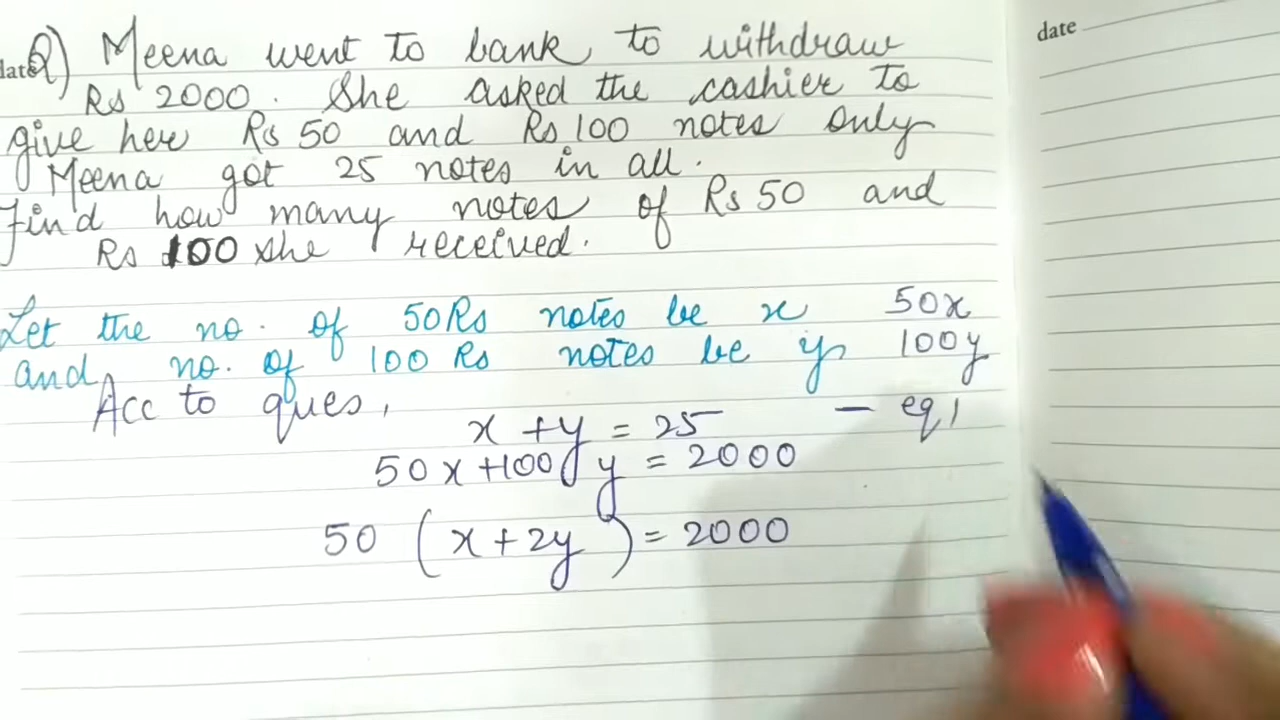 date
Q) Meena went to bank to withdraw
Rs 2000. She asked the cashier to
give her Rs 50 and Rs 100 notes only
Meena got 25 notes in all.
Find how many notes of Rs 50 and
Rs 100 she received.
Let the no. of 50Rs notes be x 50x
and no. of 100 Rs notes be y 100y
Acc to ques,
x + y = 25 — eq 1
50x + 100y = 2000
50 (x + 2y) = 2000